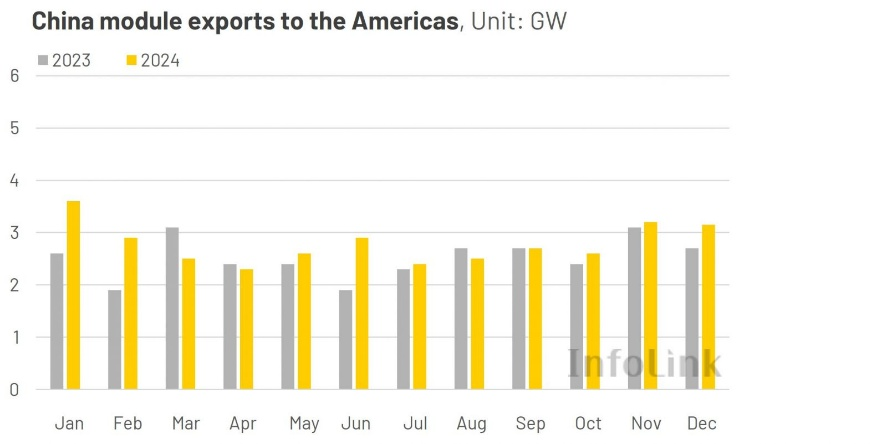 China module exports to the Americas, Unit: GW
2023 2024
6
5
4
3
2
1
0
InfoLink
Jan Feb Mar Apr May Jun Jul Aug Sep Oct Nov Dec